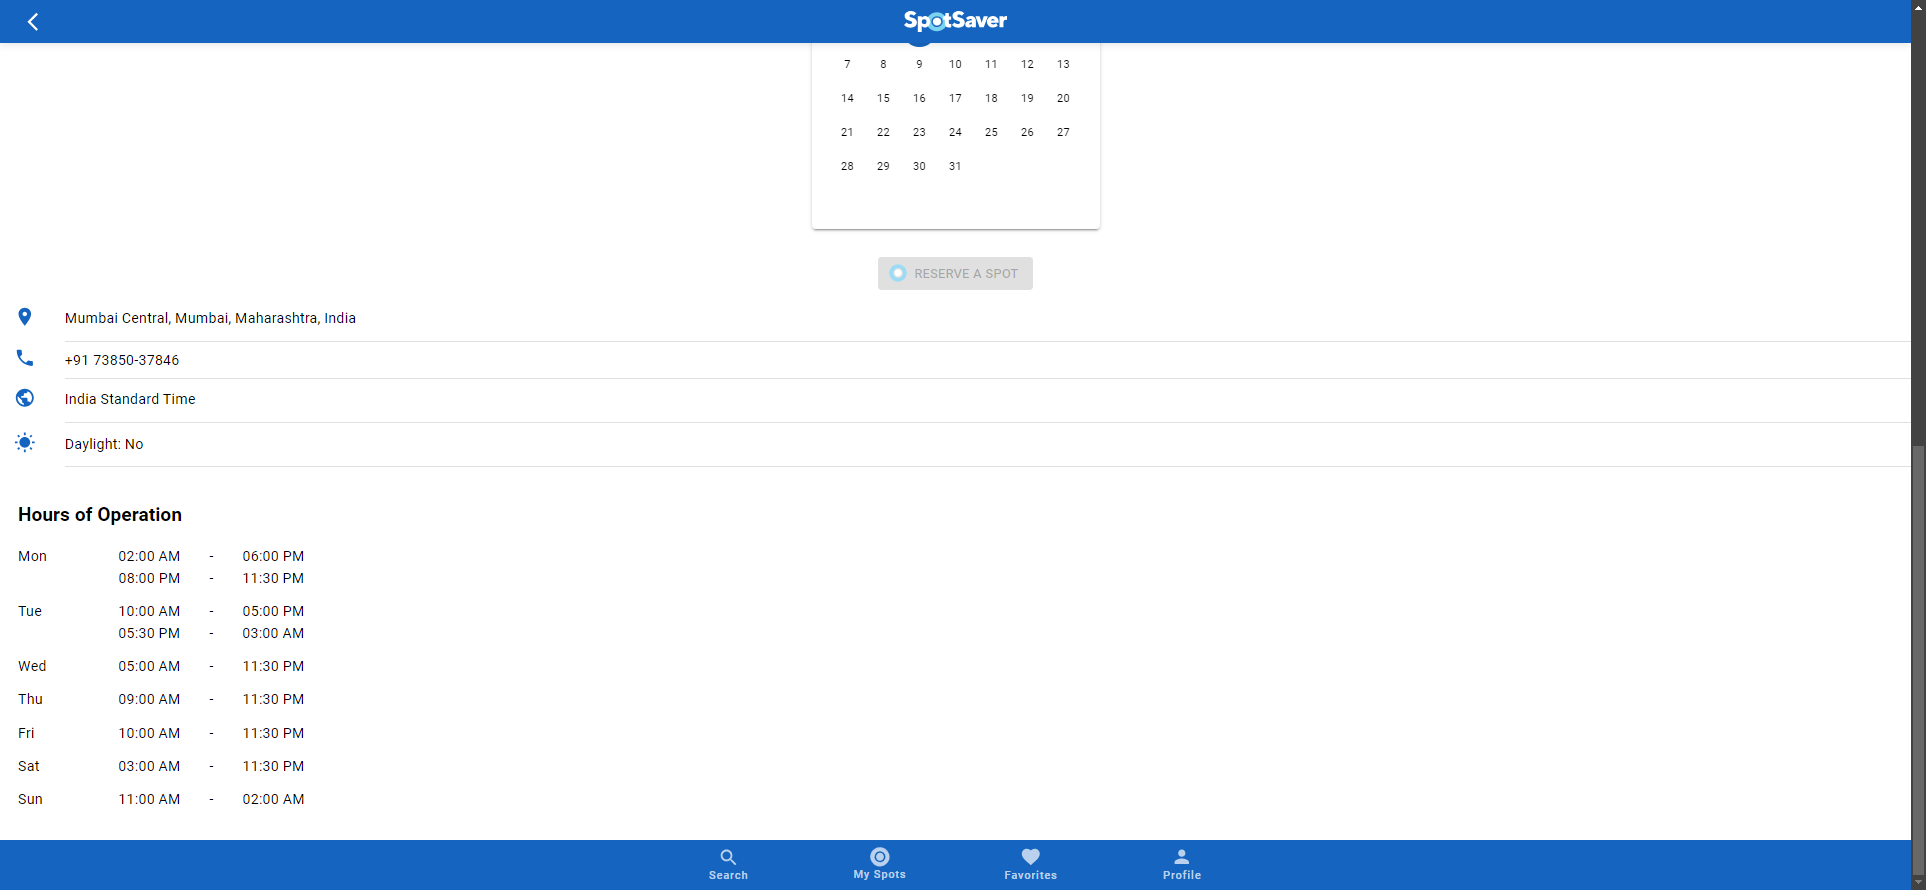 SpotSaver
7 8 9 10 11 12 13
14 15 16 17 18 19 20
21 22 23 24 25 26 27
28 29 30 31
RESERVE A SPOT
Mumbai Central, Mumbai, Maharashtra, India
+91 73850-37846
India Standard Time
Daylight: No
Hours of Operation
Mon 02:00 AM - 06:00 PM
08:00 PM - 11:30 PM
Tue 10:00 AM - 05:00 PM
05:30 PM - 03:00 AM
Wed 05:00 AM - 11:30 PM
Thu 09:00 AM - 11:30 PM
Fri 10:00 AM - 11:30 PM
Sat 03:00 AM - 11:30 PM
Sun 11:00 AM - 02:00 AM
Search My Spots Favorites Profile